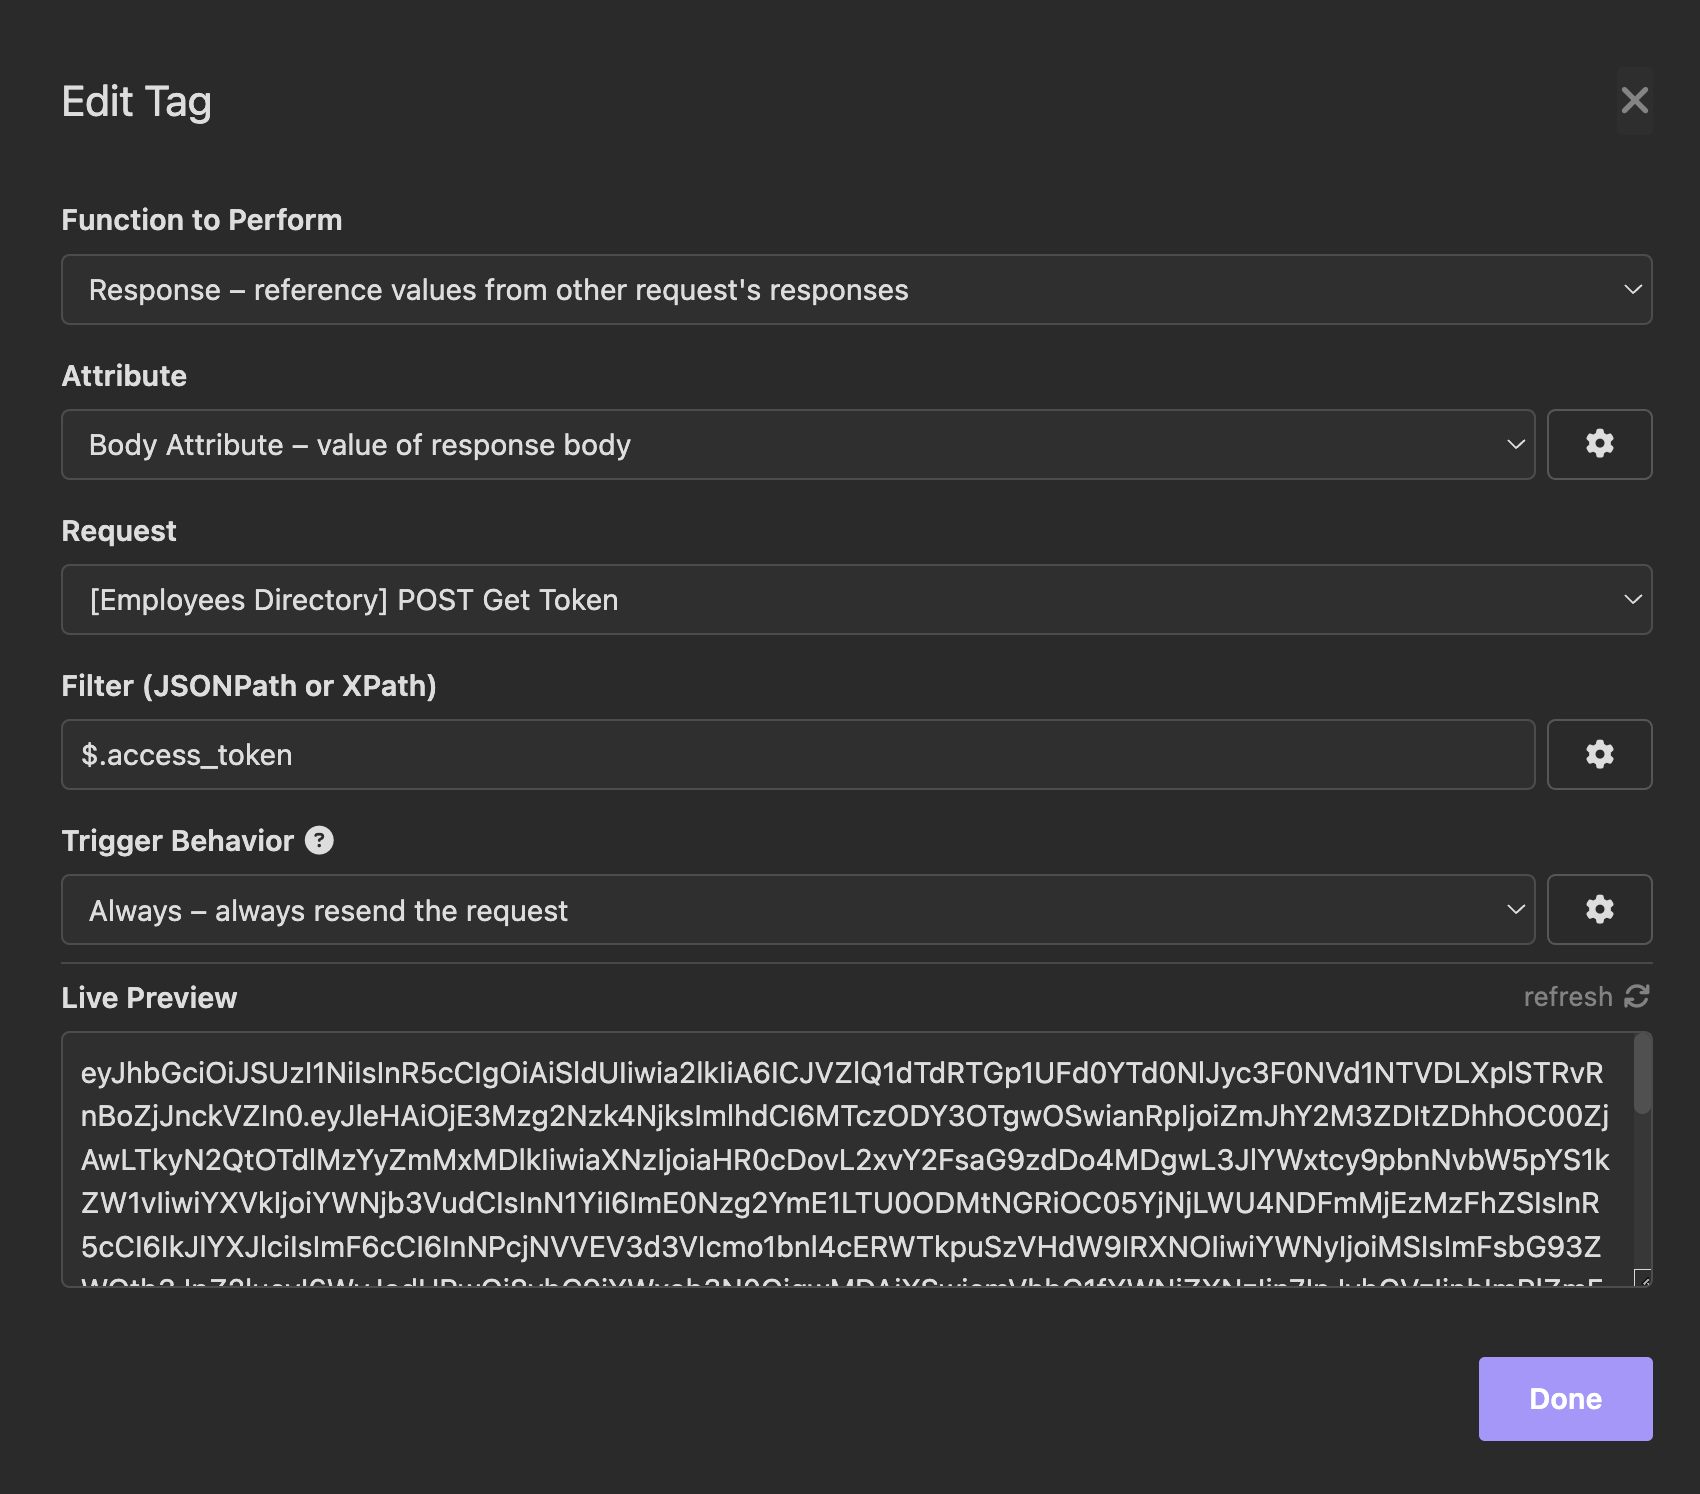 Edit Tag
Function to Perform
Response – reference values from other request's responses
Attribute
Body Attribute – value of response body
Request
[Employees Directory] POST Get Token
Filter (JSONPath or XPath)
$.access_token
Trigger Behavior ?
Always – always resend the request
Live Preview
refresh
eyJhbGciOiJSUzI1NiIsInR5cCIgOiAiSldUIiwia2lkIiA6ICJVZlQ1dTdRTGp1UFd0YTd0NlJyc3F0NVd1NTVDLXplSTRvR
nBoZjJnckVZIn0.eyJleHAiOjE3Mzg2Nzk4NjksImlhdCI6MTczODY3OTgwOSwianRpIjoiZmJhY2M3ZDItZDhhOC00Zj
AwLTkyN2QtOTdlMzYyZmMxMDlkIiwiaXNzIjoiaHR0cDovL2xvY2FsaG9zdDo4MDgwL3JlYWxtcy9pbnNvbW5pYS1k
ZW1vIiwiYXVkIjoiYWNjb3VudCIsInN1YiI6ImE0Nzg2YmE1LTU0ODMtNGRiOC05YjNjLWU4NDFmMjEzMzFhZSIsInR
5cCI6IkJlYXJlciIsImF6cCI6InNPcjNVVEV3d3VIcmo1bnl4cERWTkpuSzVHdW9IRXNOIiwiYWNyIjoiMSIsImFsbG93Z
Done